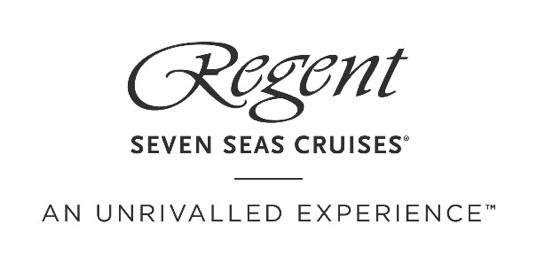 Regent
SEVEN SEAS CRUISES®
AN UNRIVALLED EXPERIENCE™